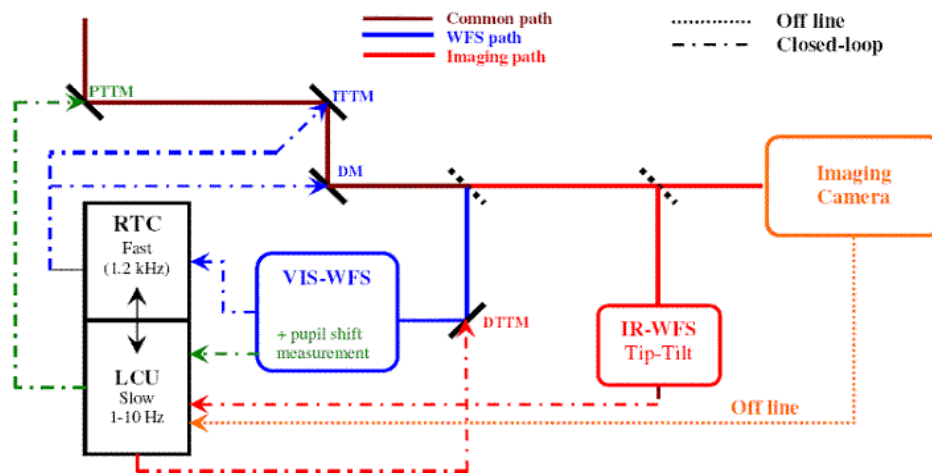 Common path
WFS path
Imaging path
Off line
Closed-loop
PTTM
ITTM
DM
Imaging
Camera
RTC
Fast
(1.2 kHz)
VIS-WFS
+ pupil shift
measurement
DTTM
IR-WFS
Tip-Tilt
LCU
Slow
1-10 Hz
Off line